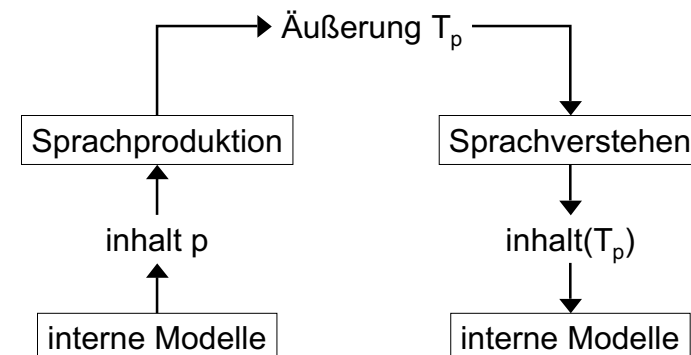 Äußerung Tp
Sprachproduktion
Sprachverstehen
inhalt p
inhalt(Tp)
interne Modelle
interne Modelle